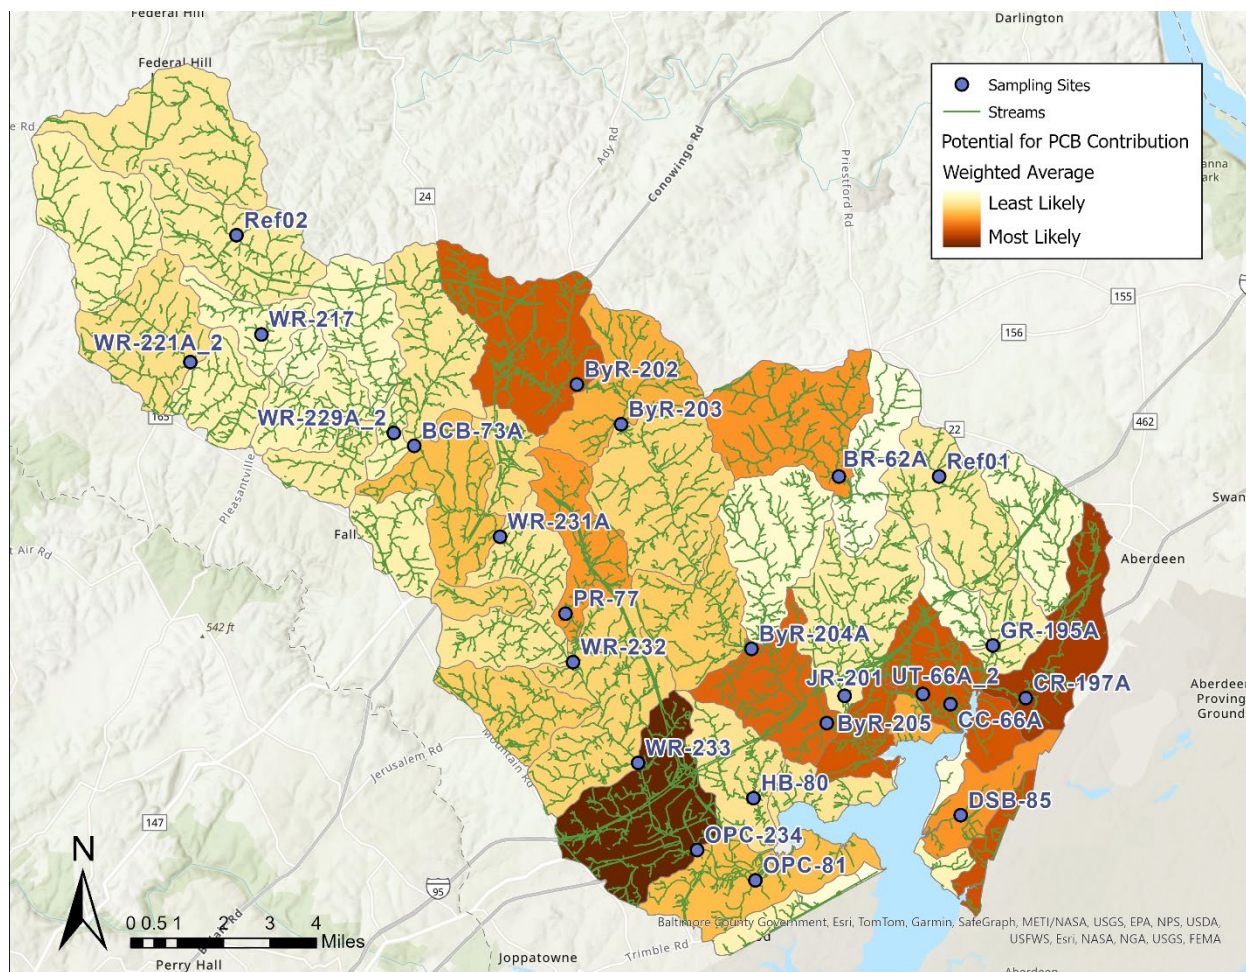 Federal Hill
Federal Hill
Darlington
Sampling Sites
Streams
Potential for PCB Contribution
Weighted Average
Least Likely
Most Likely
Ady Rd
Conowingo Rd
Priestford Rd
24
Ref02
155
156
WR-217
WR-221A_2
ByR-202
165
WR-229A_2
BCB-73A
ByR-203
22
462
BR-62A
Ref01
Pleasantville
Swan
Falls
Air Rd
WR-231A
Aberdeen
542 ft
PR-77
WR-232
ByR-204A
GR-195A
JR-201
UT-66A_2
CR-197A
Aberdeen
Proving
Ground
CC-66A
ByR-205
Mountain Rd
Jerusalem Rd
WR-233
HB-80
DSB-85
147
OPC-234
OPC-81
95
N
0 0.5 1 2 3 4
Miles
Baltimore County Government, Esri, TomTom, Garmin, SafeGraph, METI/NASA, USGS, EPA, NPS, USDA,
USFWS, Esri, NASA, NGA, USGS, FEMA
Trimble Rd
Perry Hall
Joppatowne
Aberdeen